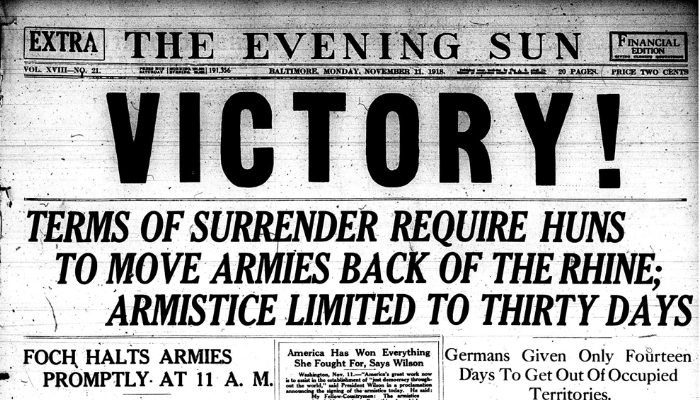 EXTRA
THE EVENING SUN
FINANCIAL
EDITION
VOL. XVIII—NO. 21.
191,356
BALTIMORE, MONDAY, NOVEMBER 11, 1918.
20 PAGES.
PRICE TWO CENTS
VICTORY!
TERMS OF SURRENDER REQUIRE HUNS
TO MOVE ARMIES BACK OF THE RHINE;
ARMISTICE LIMITED TO THIRTY DAYS
FOCH HALTS ARMIES
PROMPTLY AT 11 A. M.
America Has Won Everything
She Fought For, Says Wilson
Washington, Nov. 11.—"America's great work now
is to assist in the establishment of "just democracy through-
out the world," said President Wilson in a proclamation
announcing the signing of the armistice today. He said:
My Fellow-Countrymen: The armistice
Germans Given Only Fourteen
Days To Get Out Of Occupied
Territories.